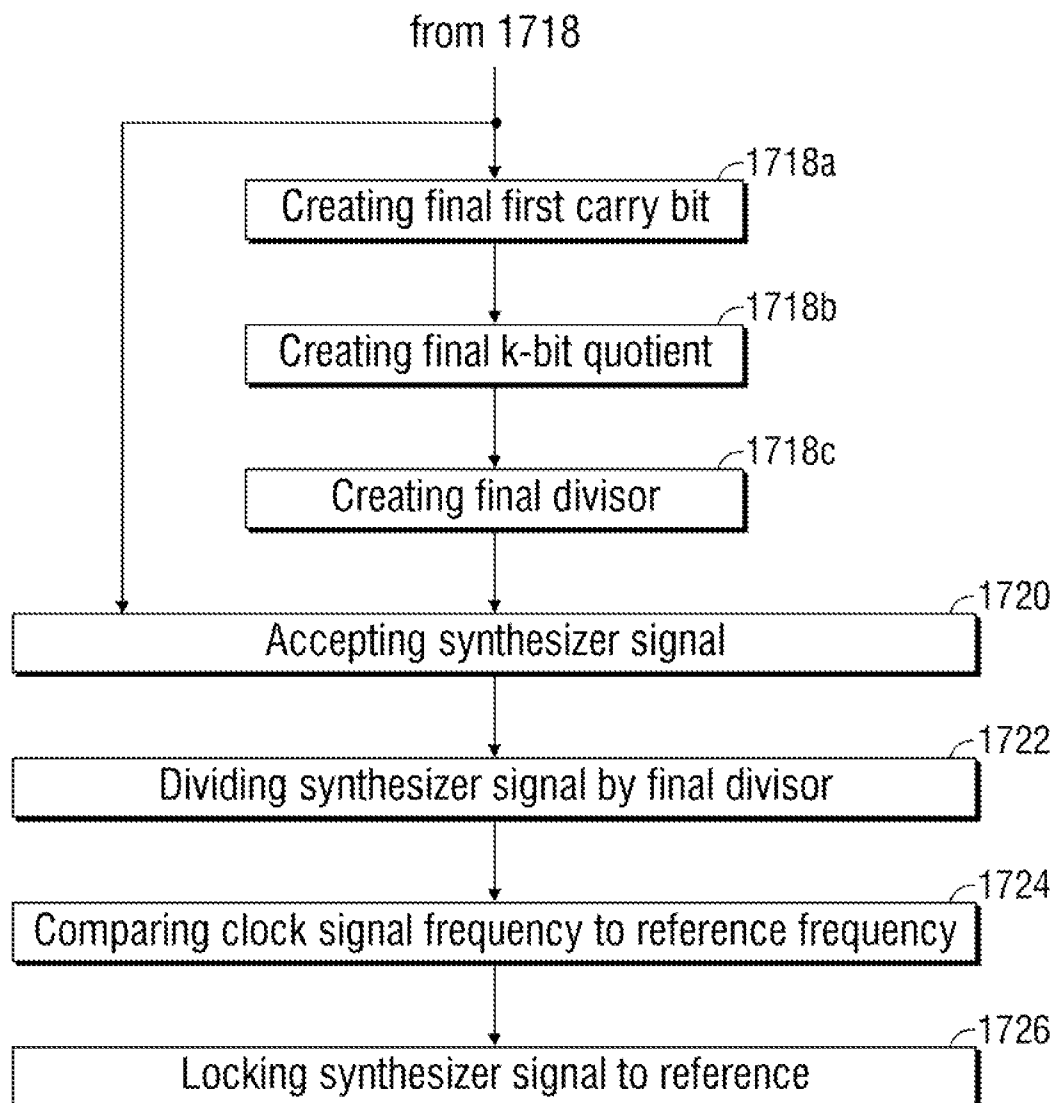 from 1718
1718a
Creating final first carry bit
1718b
Creating final k-bit quotient
1718c
Creating final divisor
1720
Accepting synthesizer signal
1722
Dividing synthesizer signal by final divisor
1724
Comparing clock signal frequency to reference frequency
1726
Locking synthesizer signal to reference